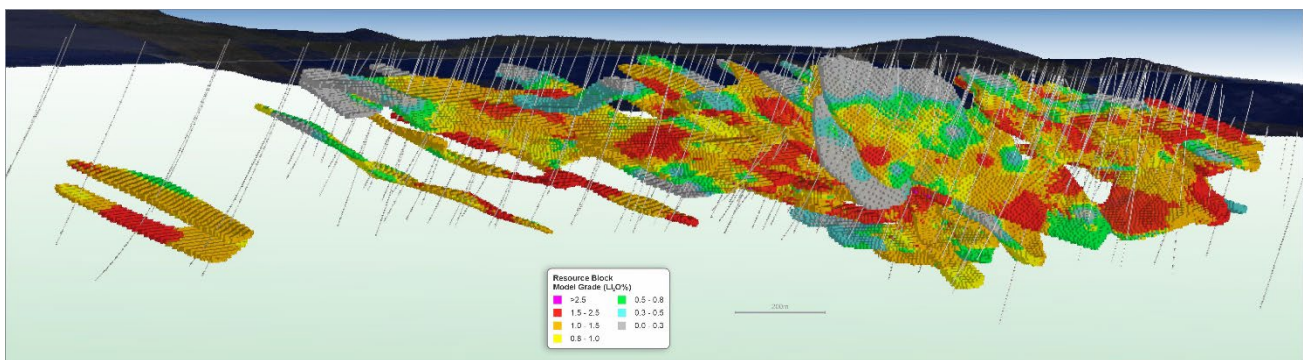 Resource Block
Model Grade (Li₂O%)
>2.5
1.5 - 2.5
1.0 - 1.5
0.8 - 1.0
0.5 - 0.8
0.3 - 0.5
0.0 - 0.3
200m